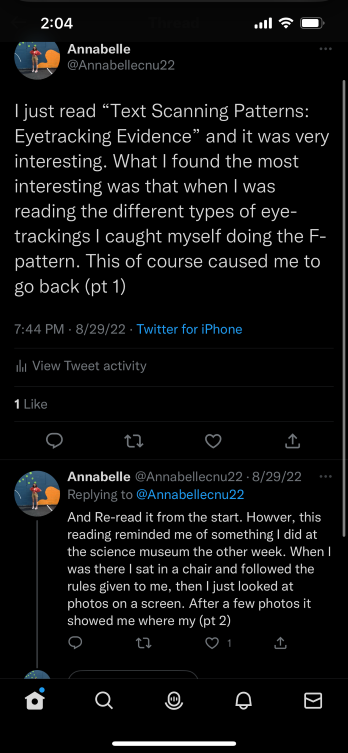 2:04
Annabelle
@Annabellecnu22
I just read “Text Scanning Patterns:
Eyetracking Evidence” and it was very
interesting. What I found the most
interesting was that when I was
reading the different types of eye-
trackings I caught myself doing the F-
pattern. This of course caused me to
go back (pt 1)
7:44 PM · 8/29/22 · Twitter for iPhone
View Tweet activity
1 Like
Annabelle @Annabellecnu22 · 8/29/22
Replying to @Annabellecnu22
And Re-read it from the start. Howver, this
reading reminded me of something I did at
the science museum the other week. When I
was there I sat in a chair and followed the
rules given to me, then I just looked at
photos on a screen. After a few photos it
showed me where my (pt 2)
1